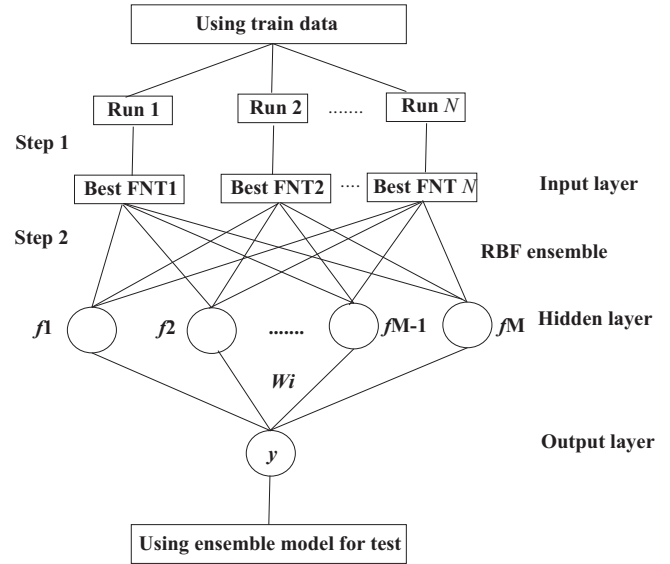 Using train data
Run 1
Run 2
.......
Run N
Step 1
Best FNT1
Best FNT2
....
Best FNT N
Input layer
Step 2
RBF ensemble
f1
f2
.......
fM-1
fM
Hidden layer
Wi
y
Output layer
Using ensemble model for test